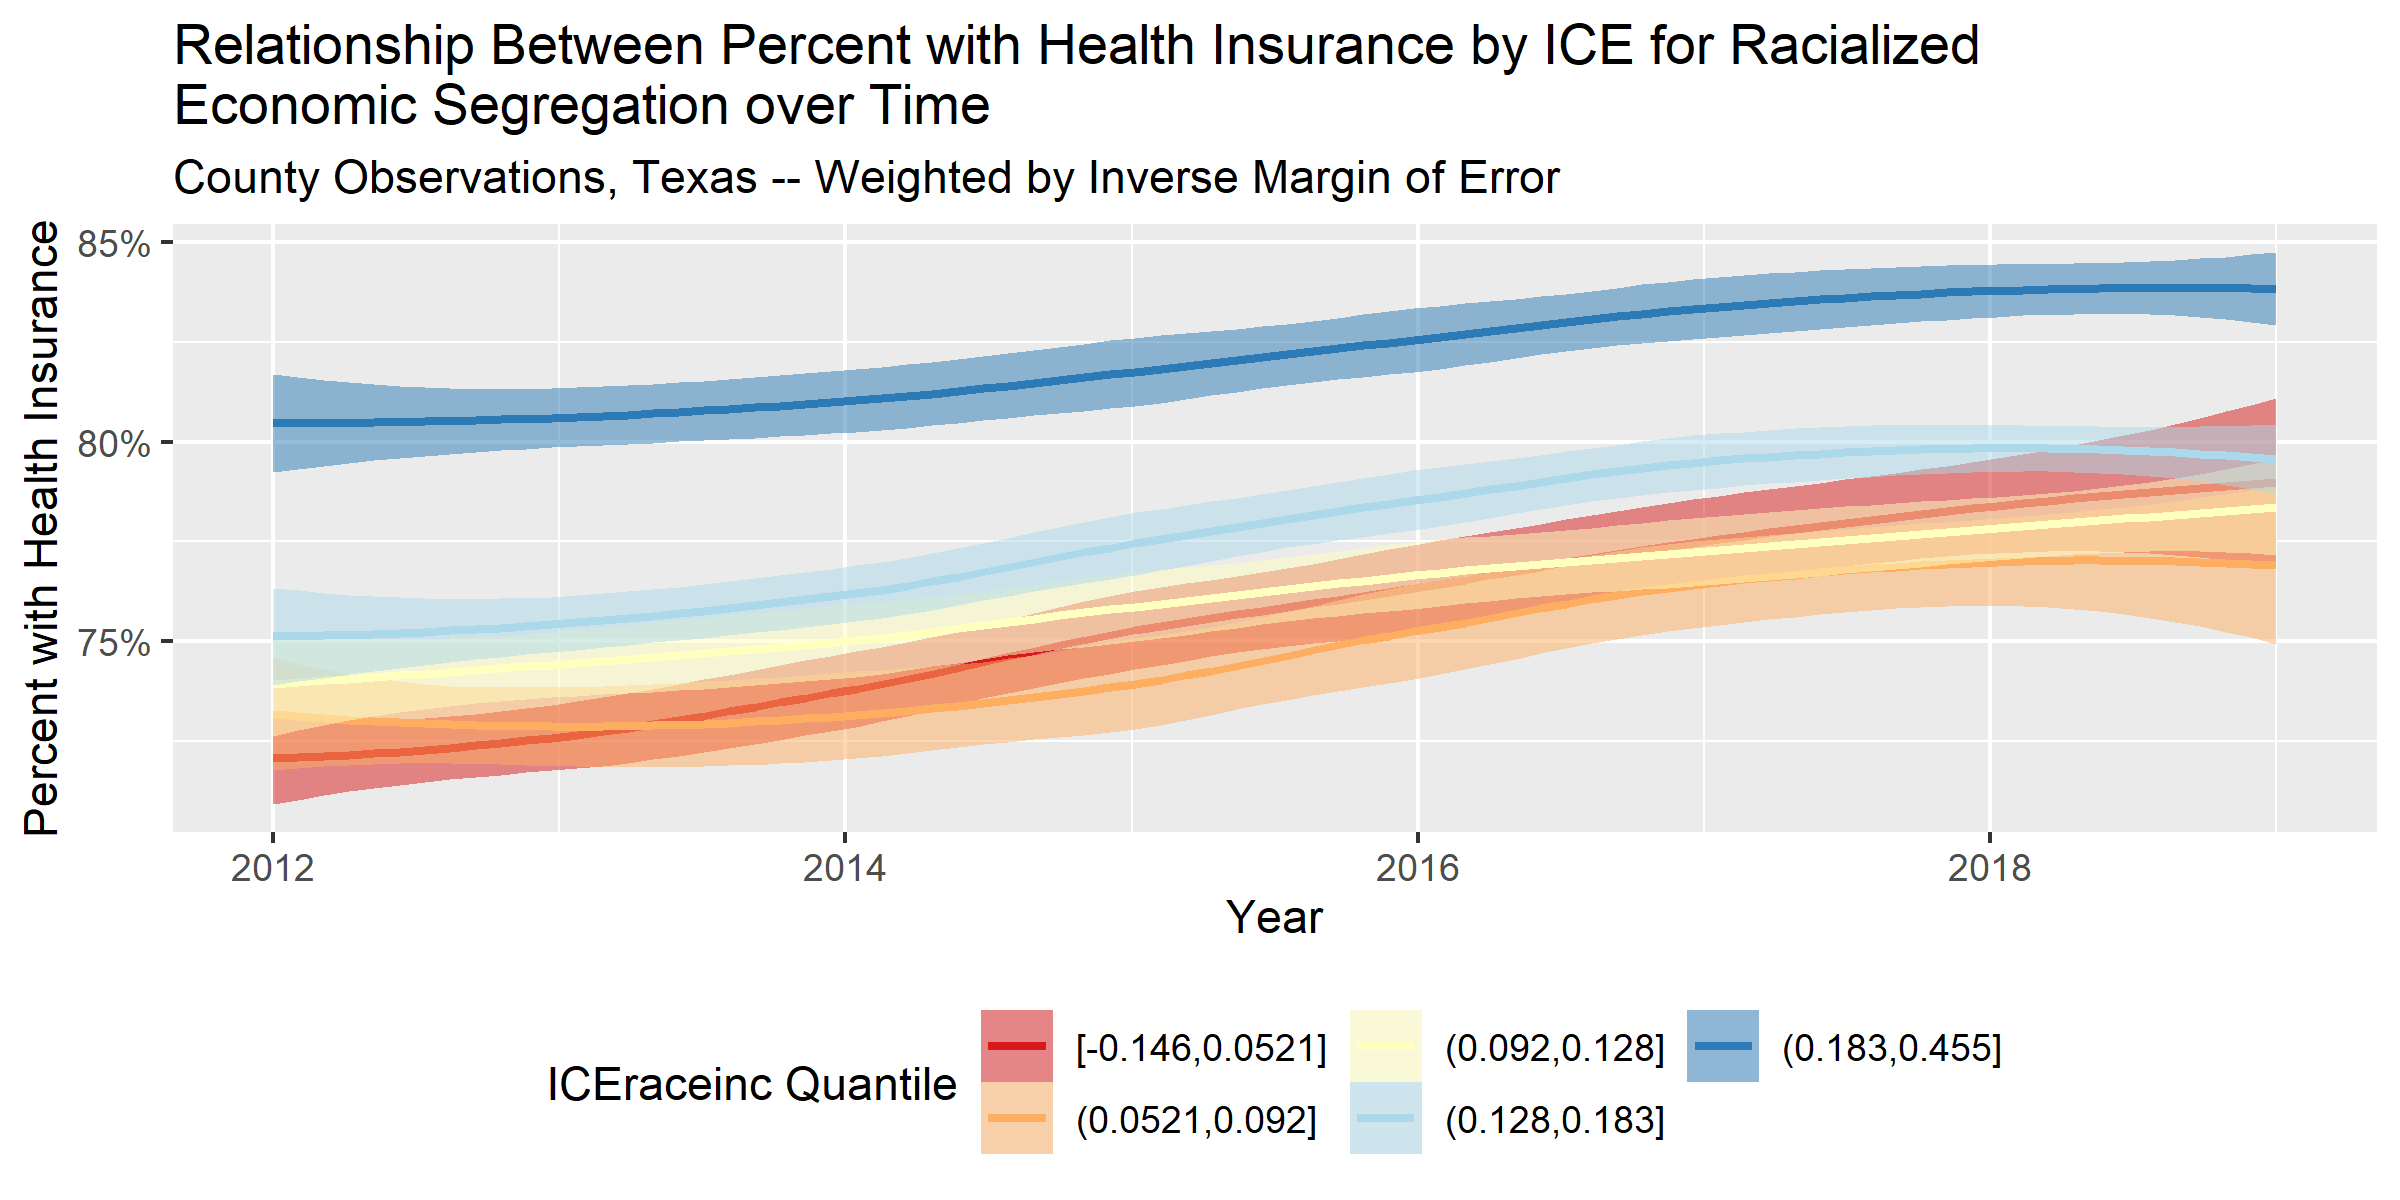 Relationship Between Percent with Health Insurance by ICE for Racialized
Economic Segregation over Time
County Observations, Texas -- Weighted by Inverse Margin of Error
Percent with Health Insurance
85%
80%
75%
2012
2014
2016
2018
Year
ICEraceinc Quantile
[-0.146,0.0521]
(0.0521,0.092]
(0.092,0.128]
(0.128,0.183]
(0.183,0.455]